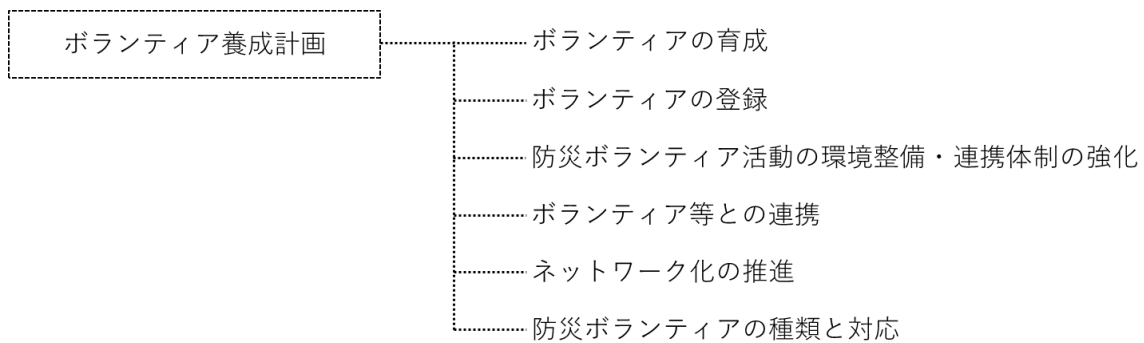 ボランティア養成計画
ボランティアの育成
ボランティアの登録
防災ボランティア活動の環境整備・連携体制の強化
ボランティア等との連携
ネットワーク化の推進
防災ボランティアの種類と対応